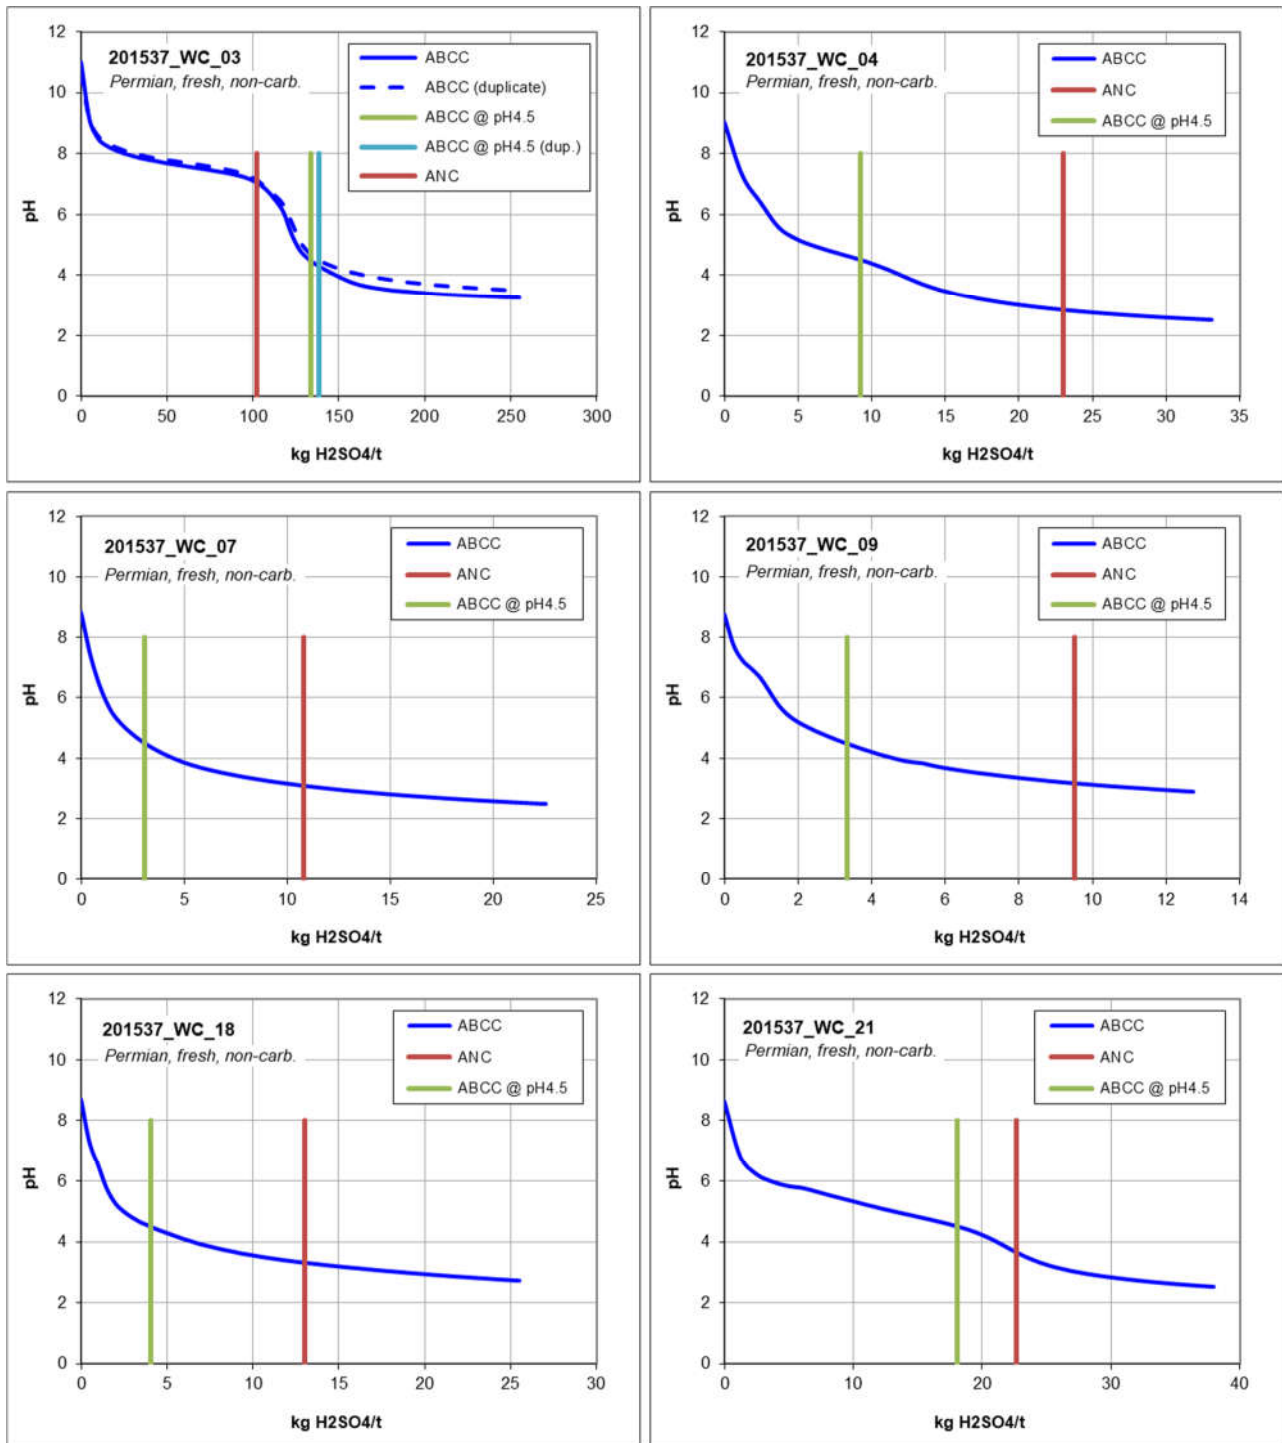 201537_WC_03
Permian, fresh, non-carb.
ABCC
ABCC (duplicate)
ABCC @ pH4.5
ABCC @ pH4.5 (dup.)
ANC
pH
12
10
8
6
4
2
0
0 50 100 150 200 250 300
kg H2SO4/t
201537_WC_04
Permian, fresh, non-carb.
ABCC
ANC
ABCC @ pH4.5
pH
12
10
8
6
4
2
0
0 5 10 15 20 25 30 35
kg H2SO4/t
201537_WC_07
Permian, fresh, non-carb.
ABCC
ANC
ABCC @ pH4.5
pH
12
10
8
6
4
2
0
0 5 10 15 20 25
kg H2SO4/t
201537_WC_09
Permian, fresh, non-carb.
ABCC
ANC
ABCC @ pH4.5
pH
12
10
8
6
4
2
0
0 2 4 6 8 10 12 14
kg H2SO4/t
201537_WC_18
Permian, fresh, non-carb.
ABCC
ANC
ABCC @ pH4.5
pH
12
10
8
6
4
2
0
0 5 10 15 20 25 30
kg H2SO4/t
201537_WC_21
Permian, fresh, non-carb.
ABCC
ANC
ABCC @ pH4.5
pH
12
10
8
6
4
2
0
0 10 20 30 40
kg H2SO4/t